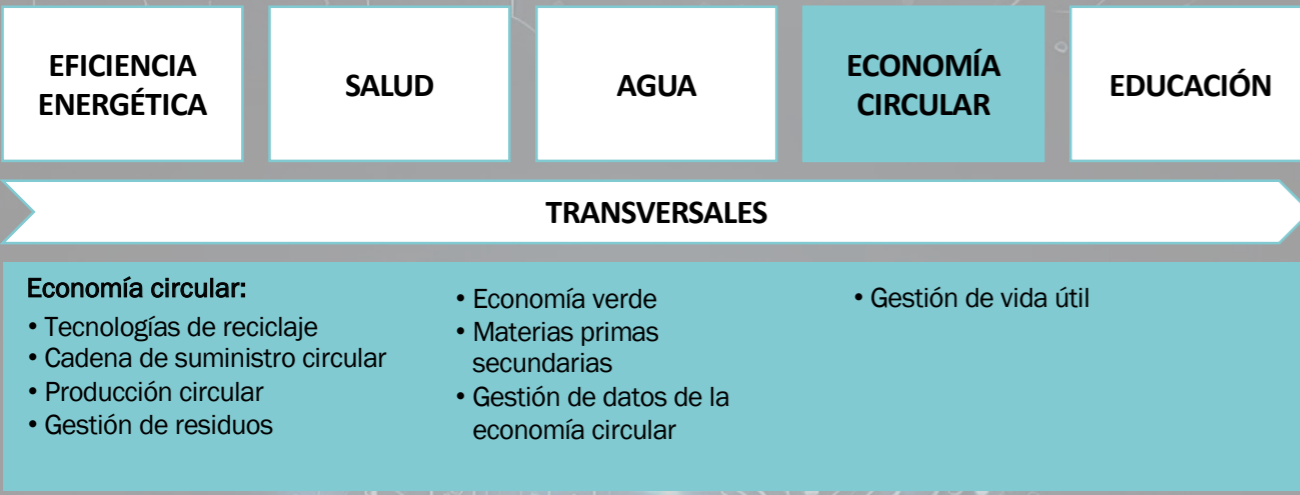 EFICIENCIA
ENERGÉTICA
SALUD
AGUA
ECONOMÍA
CIRCULAR
EDUCACIÓN
TRANSVERSALES
Economía circular:
• Tecnologías de reciclaje
• Cadena de suministro circular
• Producción circular
• Gestión de residuos
• Economía verde
• Materias primas
secundarias
• Gestión de datos de la
economía circular
• Gestión de vida útil